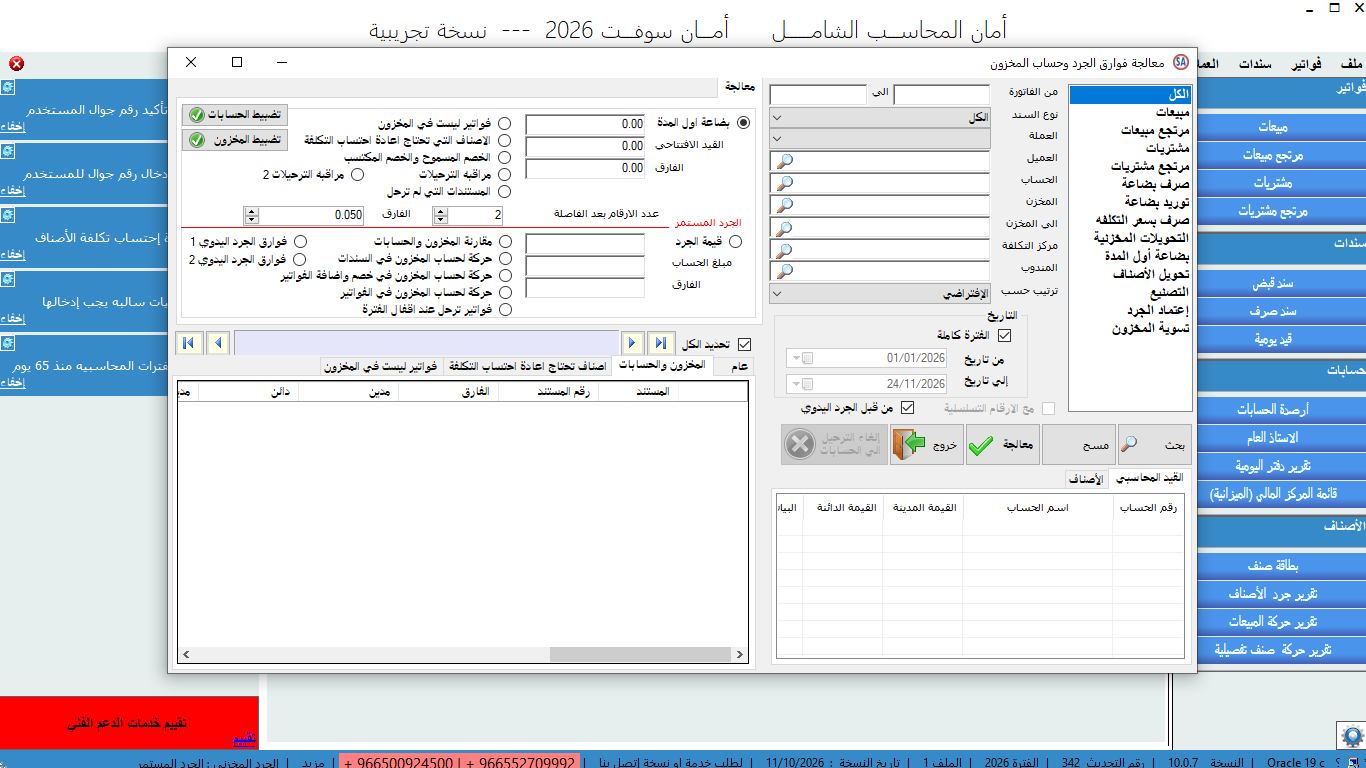 أمان المحاسب الشامل أمان سوفت 2026 --- نسخة تجريبية
ملف فواتير سندات العما
معالجة فوارق الجرد وحساب المخزون
فواتير
مبيعات
مرتجع مبيعات
مشتريات
مرتجع مشتريات
سندات
سند قبض
سند صرف
قيد يومية
حسابات
أرصدة الحسابات
الاستاذ العام
تقرير دفتر اليومية
قائمة المركز المالي (الميزانية)
الأصناف
بطاقة صنف
تقرير جرد الأصناف
تقرير حركة المبيعات
تقرير حركة صنف تفصيلية
الكل
مبيعات
مرتجع مبيعات
مشتريات
مرتجع مشتريات
صرف بضاعة
توريد بضاعة
صرف بسعر التكلفه
التحويلات المخزنية
بضاعة أول المدة
تحويل الأصناف
التصنيع
إعتماد الجرد
تسوية المخزون
من الفاتورة الي
نوع السند الكل
العملة
العميل
الحساب
المخزن
الي المخزن
مركز التكلفة
المندوب
ترتيب حسب الإفتراضي
التاريخ
الفترة كاملة
من تاريخ 01/01/2026
إلي تاريخ 24/11/2026
مع الارقام التسلسلية من قبل الجرد اليدوي
بحث مسح معالجة خروج إلغاء الترحيل الي الحسابات
القيد المحاسبي الأصناف
رقم الحساب اسم الحساب القيمة المدينة القيمة الدائنة البيان
معالجة
بضاعة اول المدة 0.00 فواتير ليست في المخزون تضبيط الحسابات
القيد الافتتاحي 0.00 الاصناف التي تحتاج اعادة احتساب التكلفة تضبيط المخزون
الخصم المسموح والخصم المكتسب
الفارق 0.00 مراقبة الترحيلات مراقبة الترحيلات 2
المستندات التي لم ترحل
عدد الارقام بعد الفاصلة 2 الفارق 0.050
الجرد المستمر
قيمة الجرد مقارنة المخزون والحسابات فوارق الجرد اليدوي 1
مبلغ الحساب حركة لحساب المخزون في السندات فوارق الجرد اليدوي 2
الفارق حركة لحساب المخزون في خصم واضافة الفواتير
حركة لحساب المخزون في الفواتير
فواتير ترحل عند اقفال الفترة
تحديد الكل
عام المخزون والحسابات اصناف تحتاج اعادة احتساب التكلفة فواتير ليست في المخزون
المستند رقم المستند الفارق مدين دائن مدين
تأكيد رقم جوال المستخدم
إخفاء
دخال رقم جوال للمستخدم
إخفاء
ة إحتساب تكلفة الأصناف
إخفاء
يات سالبه يجب إدخالها
إخفاء
فترات المحاسبيه منذ 65 يوم
إخفاء
تقييم خدمات الدعم الفني
تقييم
؟ Oracle 19 c | النسخة 10.0.7 | رقم التحديث 342 | الفترة 2026 | الملف 1 | تاريخ النسخة : 11/10/2026 | لطلب خدمة او نسخة إتصل بنا | + 966552709992 | + 966500924500 | مزيد | الجرد المخزني : الجرد المستمر